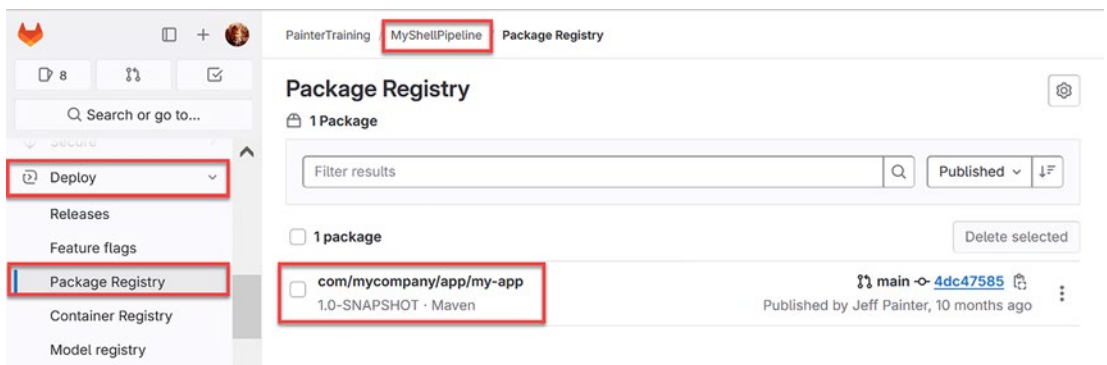 PainterTraining / MyShellPipeline / Package Registry
8
Search or go to...
Secure
Deploy
Releases
Feature flags
Package Registry
Container Registry
Model registry
Package Registry
1 Package
Filter results
Published
1 package
Delete selected
com/mycompany/app/my-app
1.0-SNAPSHOT · Maven
main 4dc47585
Published by Jeff Painter, 10 months ago